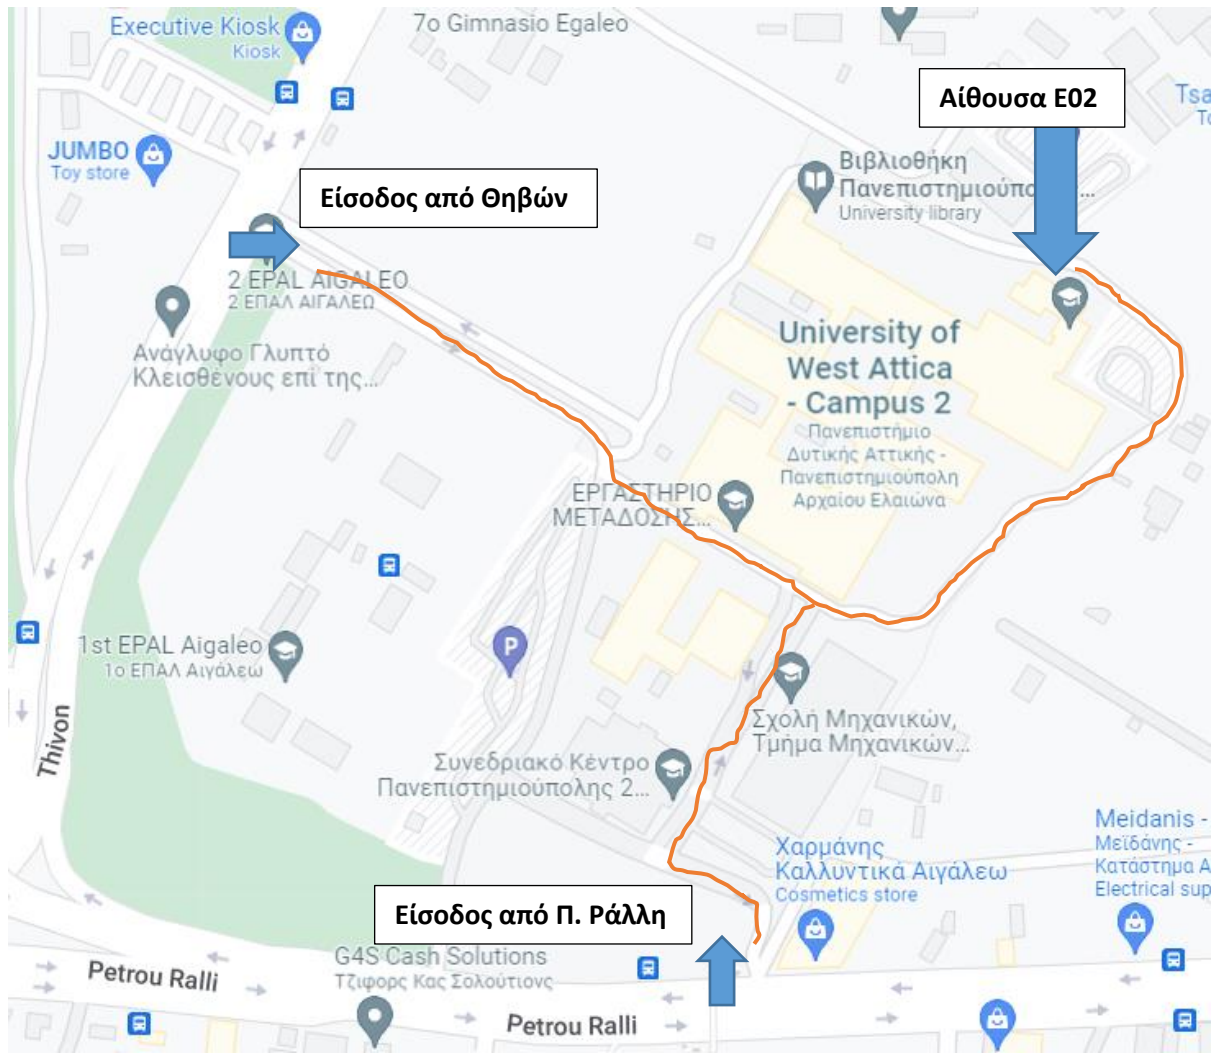 Executive Kiosk
Kiosk
7o Gimnasio Egaleo
Αίθουσα Ε02
Tsa
To
JUMBO
Toy store
Βιβλιοθήκη
Πανεπιστημιούπο...
University library
Είσοδος από Θηβών
2 EPAL AIGALEO
2 ΕΠΑΛ ΑΙΓΑΛΕΩ
Ανάγλυφο Γλυπτό
Κλεισθένους επί της...
University of
West Attica
- Campus 2
Πανεπιστήμιο
Δυτικής Αττικής -
Πανεπιστημιούπολη
Αρχαίου Ελαιώνα
ΕΡΓΑΣΤΗΡΙΟ
ΜΕΤΑΔΟΣΗΣ...
1st EPAL Aigaleo
1ο ΕΠΑΛ Αιγάλεω
P
Thivon
Σχολή Μηχανικών,
Τμήμα Μηχανικών...
Συνεδριακό Κέντρο
Πανεπιστημιούπολης 2...
Χαρμάνης
Καλλυντικά Αιγάλεω
Cosmetics store
Meidanis -
Μεϊδάνης -
Κατάστημα Α
Electrical sup
Είσοδος από Π. Ράλλη
G4S Cash Solutions
Τζιφορς Κας Σολούτιονς
Petrou Ralli
Petrou Ralli